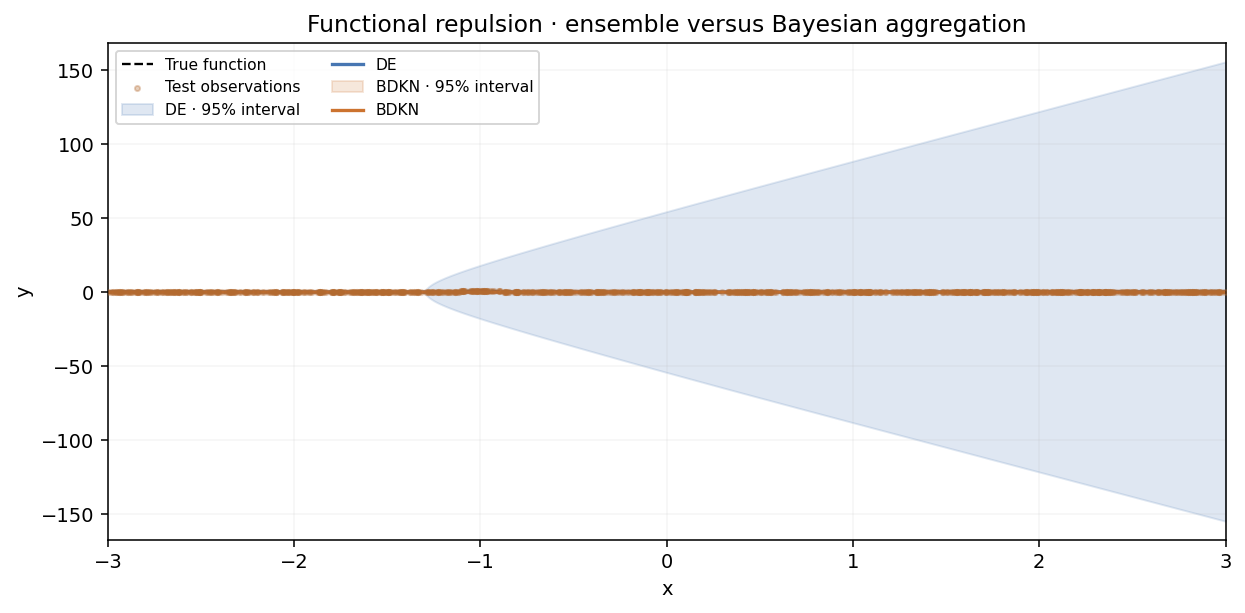 Functional repulsion · ensemble versus Bayesian aggregation
True function
Test observations
DE · 95% interval
DE
BDKN · 95% interval
BDKN
y
150
100
50
0
−50
−100
−150
−3
−2
−1
0
1
2
3
x